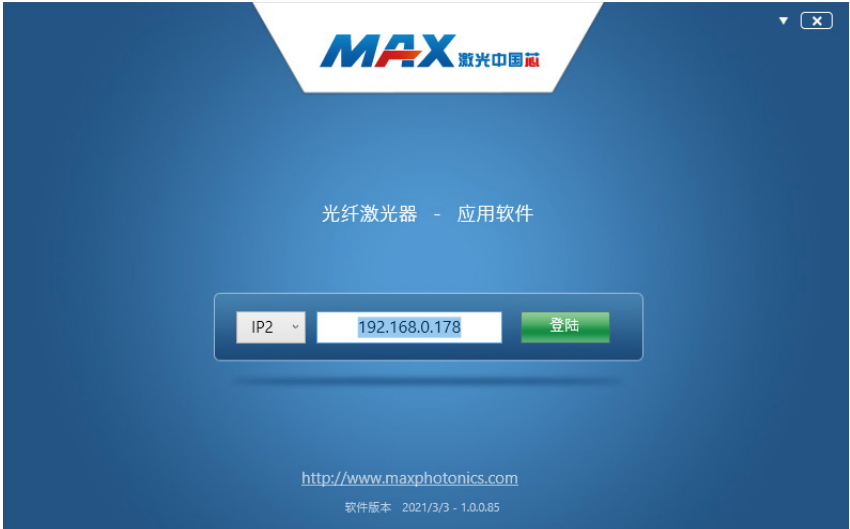 MAX 激光中国芯
光纤激光器 - 应用软件
IP2 192.168.0.178 登陆
http://www.maxphotonics.com
软件版本 2021/3/3 - 1.0.0.85